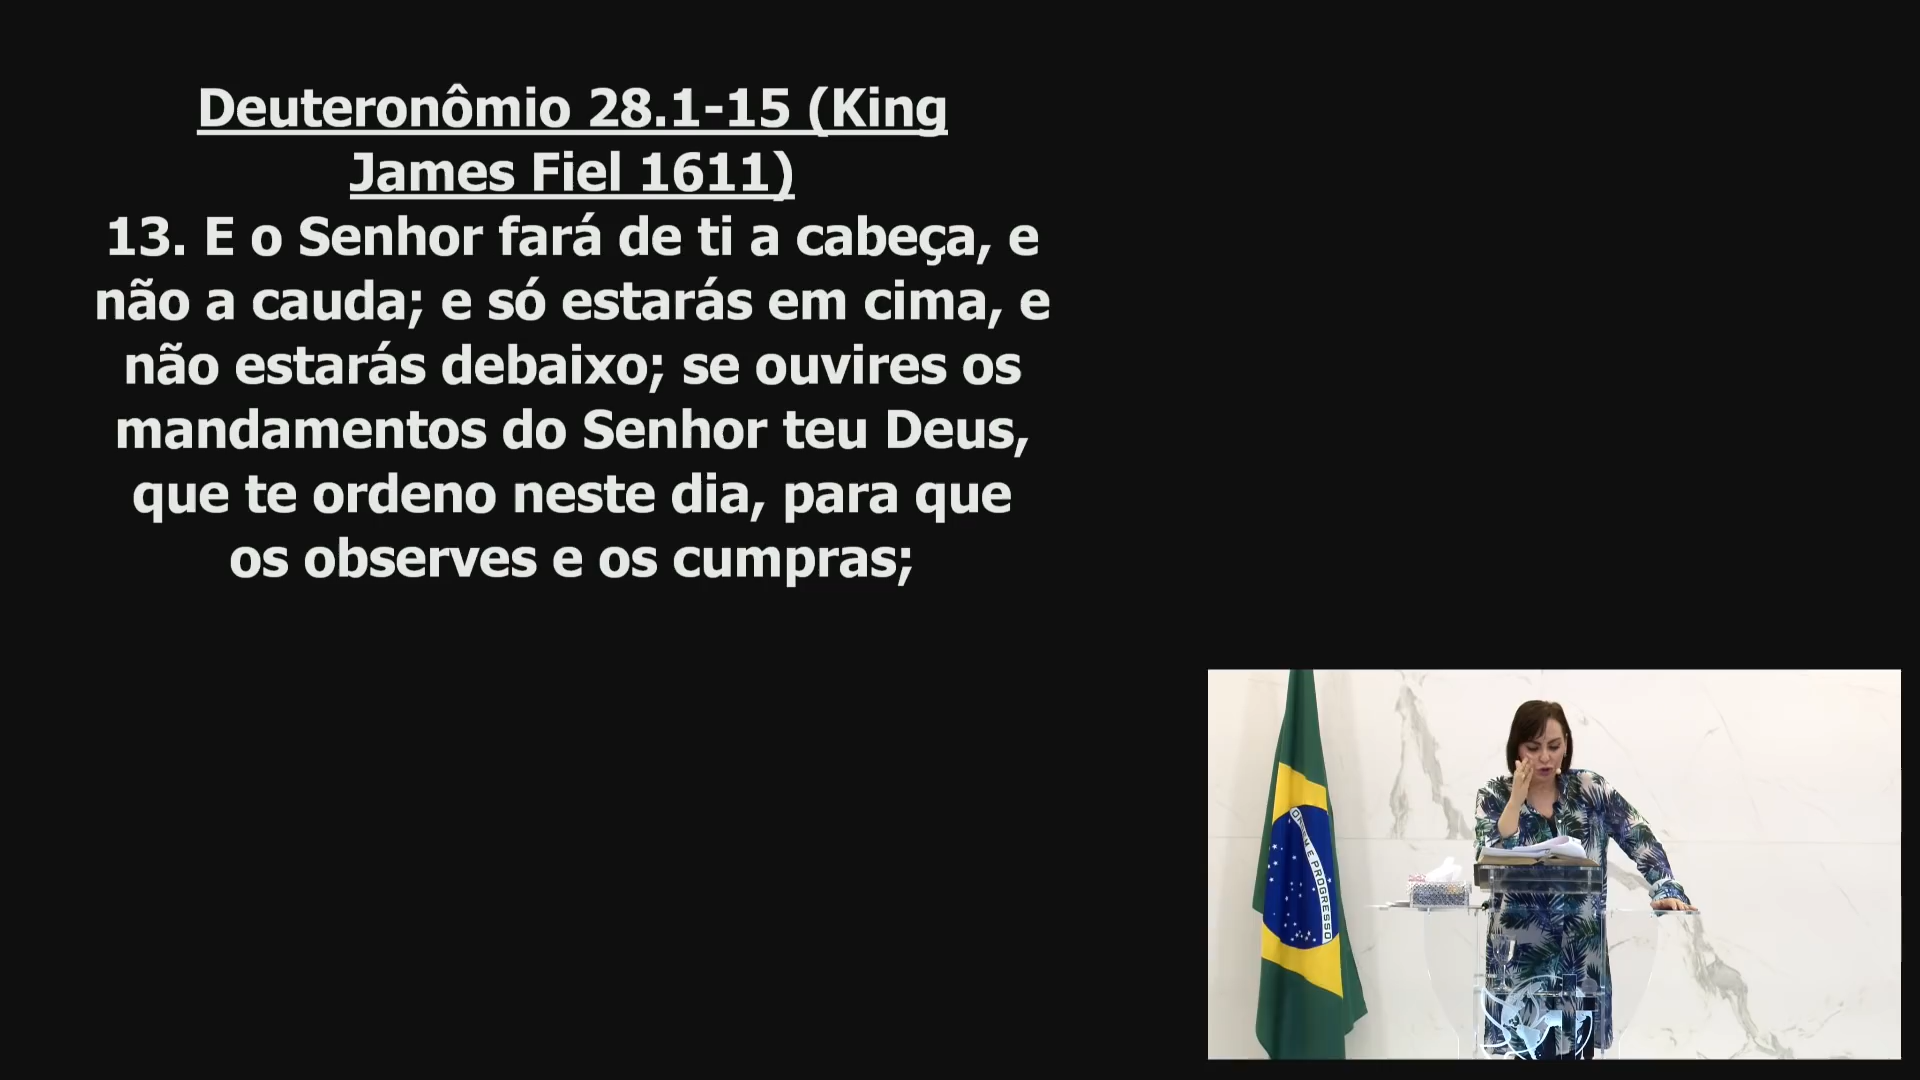 Deuteronômio 28.1-15 (King
James Fiel 1611)
13. E o Senhor fará de ti a cabeça, e
não a cauda; e só estarás em cima, e
não estarás debaixo; se ouvires os
mandamentos do Senhor teu Deus,
que te ordeno neste dia, para que
os observes e os cumpras;
E PROGRESSO